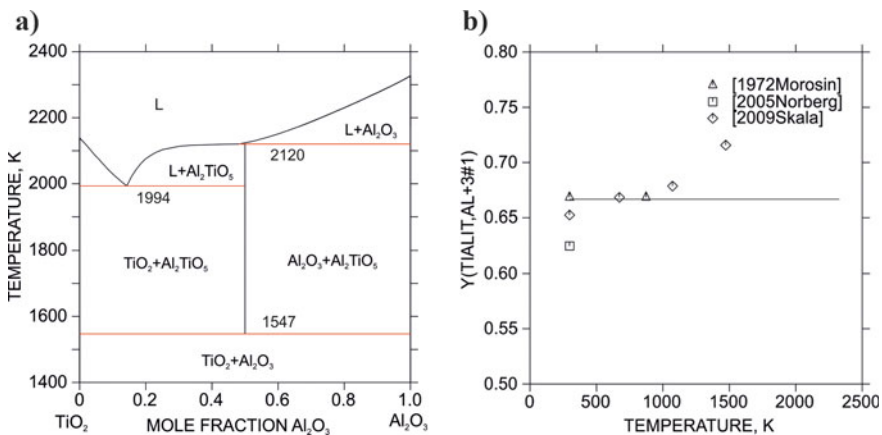 a)
2400
2200
2000
1800
1600
1400
TEMPERATURE, K
L
L+Al₂O₃
L+Al₂TiO₅
2120
1994
TiO₂+Al₂TiO₅
Al₂O₃+Al₂TiO₅
1547
TiO₂+Al₂O₃
0 0.2 0.4 0.6 0.8 1.0
TiO₂ MOLE FRACTION Al₂O₃ Al₂O₃
b)
0.80
0.75
0.70
0.65
0.60
0.55
0.50
Y(TIALIT,AL+3#1)
[1972Morosin]
[2005Norberg]
[2009Skala]
0 500 1000 1500 2000 2500
TEMPERATURE, K